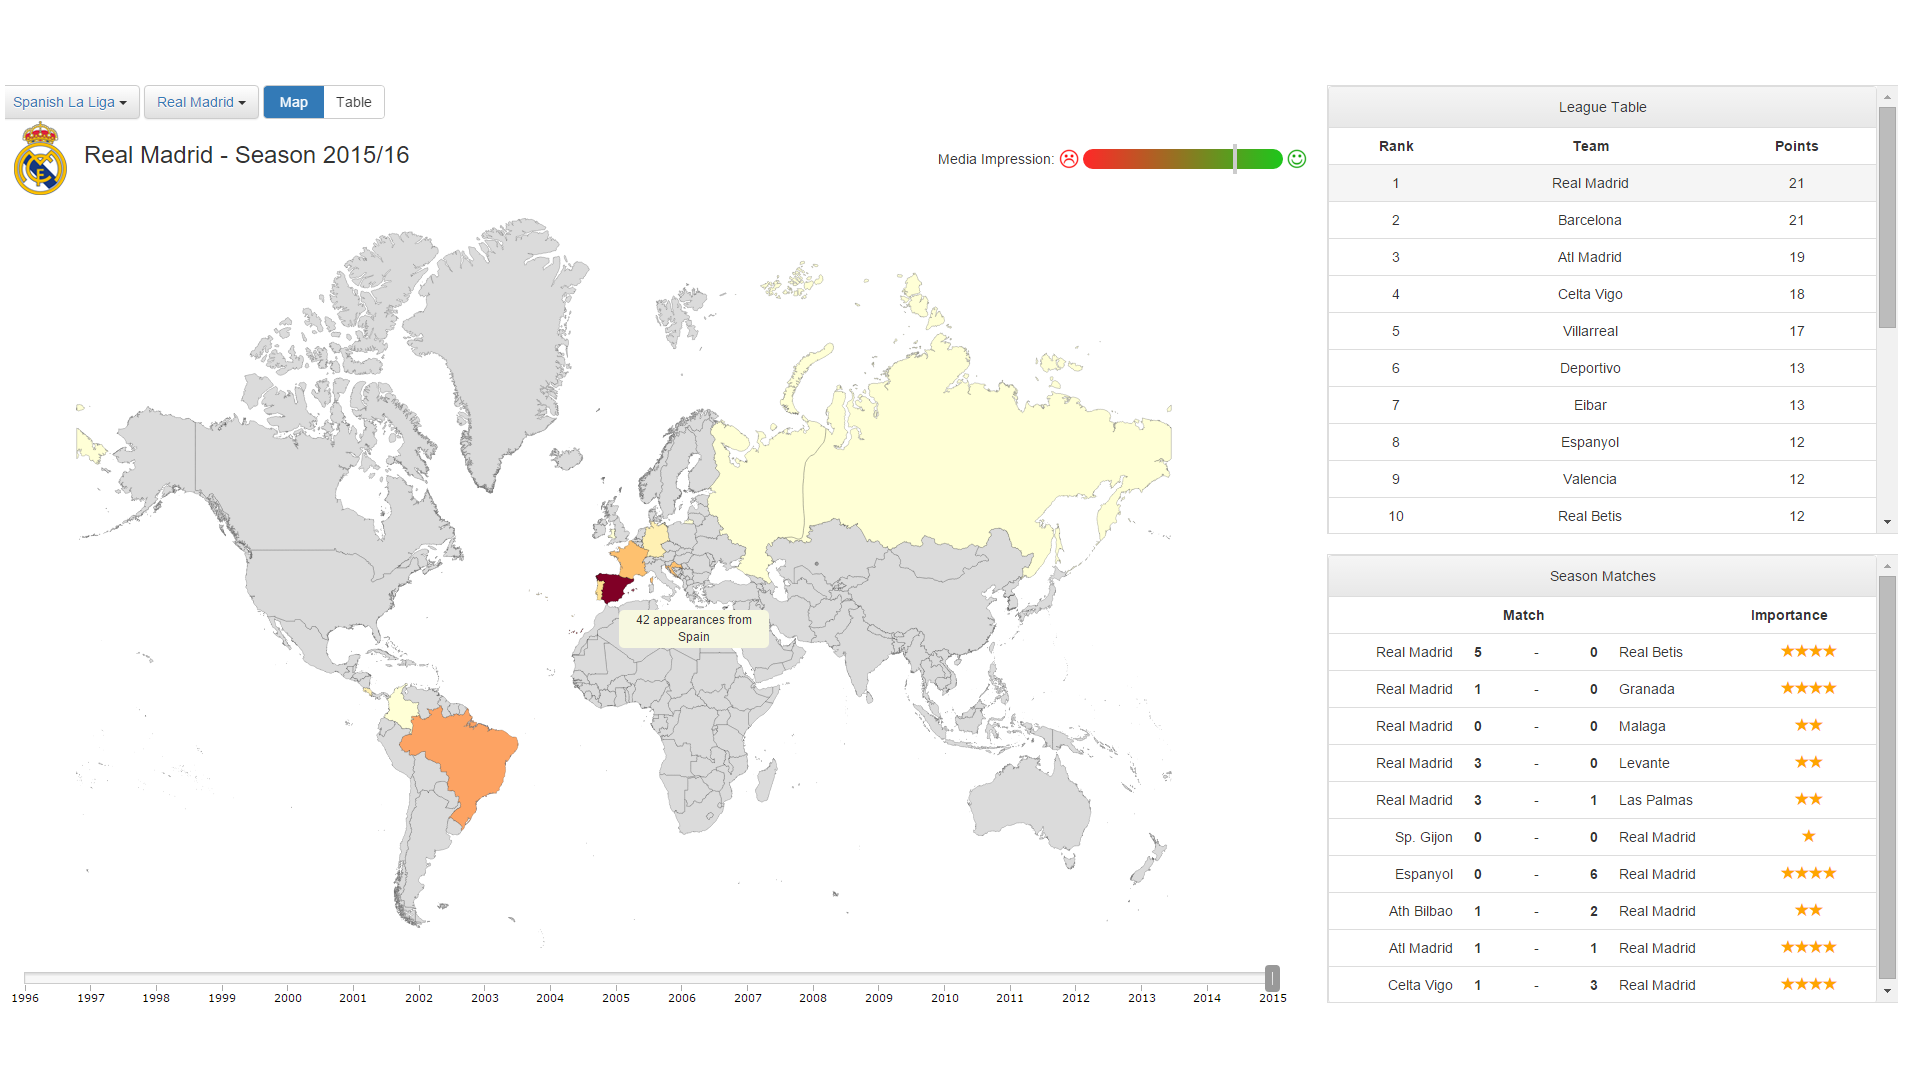 Spanish La Liga
Real Madrid
Map
Table
Real Madrid - Season 2015/16
Media Impression:
42 appearances from
Spain
1996 1997 1998 1999 2000 2001 2002 2003 2004 2005 2006 2007 2008 2009 2010 2011 2012 2013 2014 2015
League Table
Rank Team Points
1 Real Madrid 21
2 Barcelona 21
3 Atl Madrid 19
4 Celta Vigo 18
5 Villarreal 17
6 Deportivo 13
7 Eibar 13
8 Espanyol 12
9 Valencia 12
10 Real Betis 12
Season Matches
Match Importance
Real Madrid 5 - 0 Real Betis
Real Madrid 1 - 0 Granada
Real Madrid 0 - 0 Malaga
Real Madrid 3 - 0 Levante
Real Madrid 3 - 1 Las Palmas
Sp. Gijon 0 - 0 Real Madrid
Espanyol 0 - 6 Real Madrid
Ath Bilbao 1 - 2 Real Madrid
Atl Madrid 1 - 1 Real Madrid
Celta Vigo 1 - 3 Real Madrid